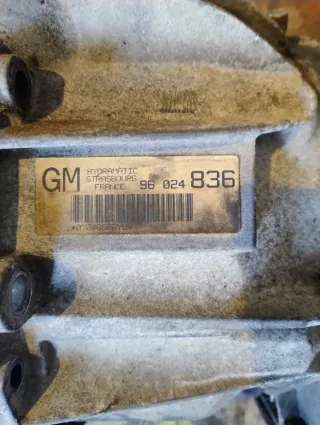 GM HYDRAMATIC
STRASBOURG
FRANCE 96 024 836